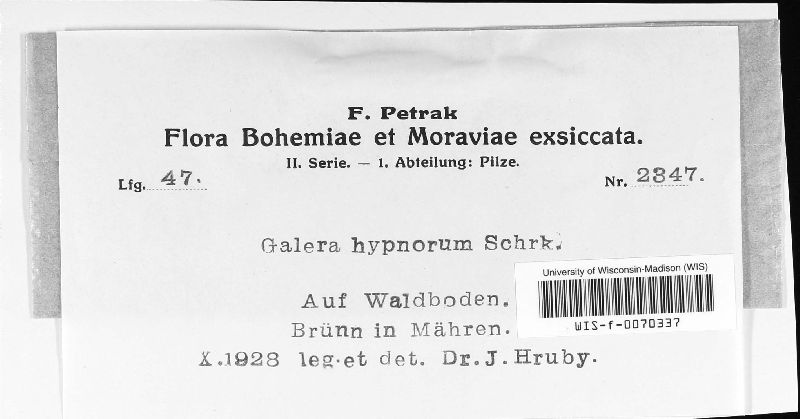 F. Petrak
Flora Bohemiae et Moraviae exsiccata.
II. Serie. — 1. Abteilung: Pilze.
Lfg. 47.
Nr. 2347.
Galera hypnorum Schrk.
University of Wisconsin-Madison (WIS)
WIS-f-0070337
Auf Waldboden.
Brünn in Mähren.
X.1928 leg.et det. Dr.J.Hruby.